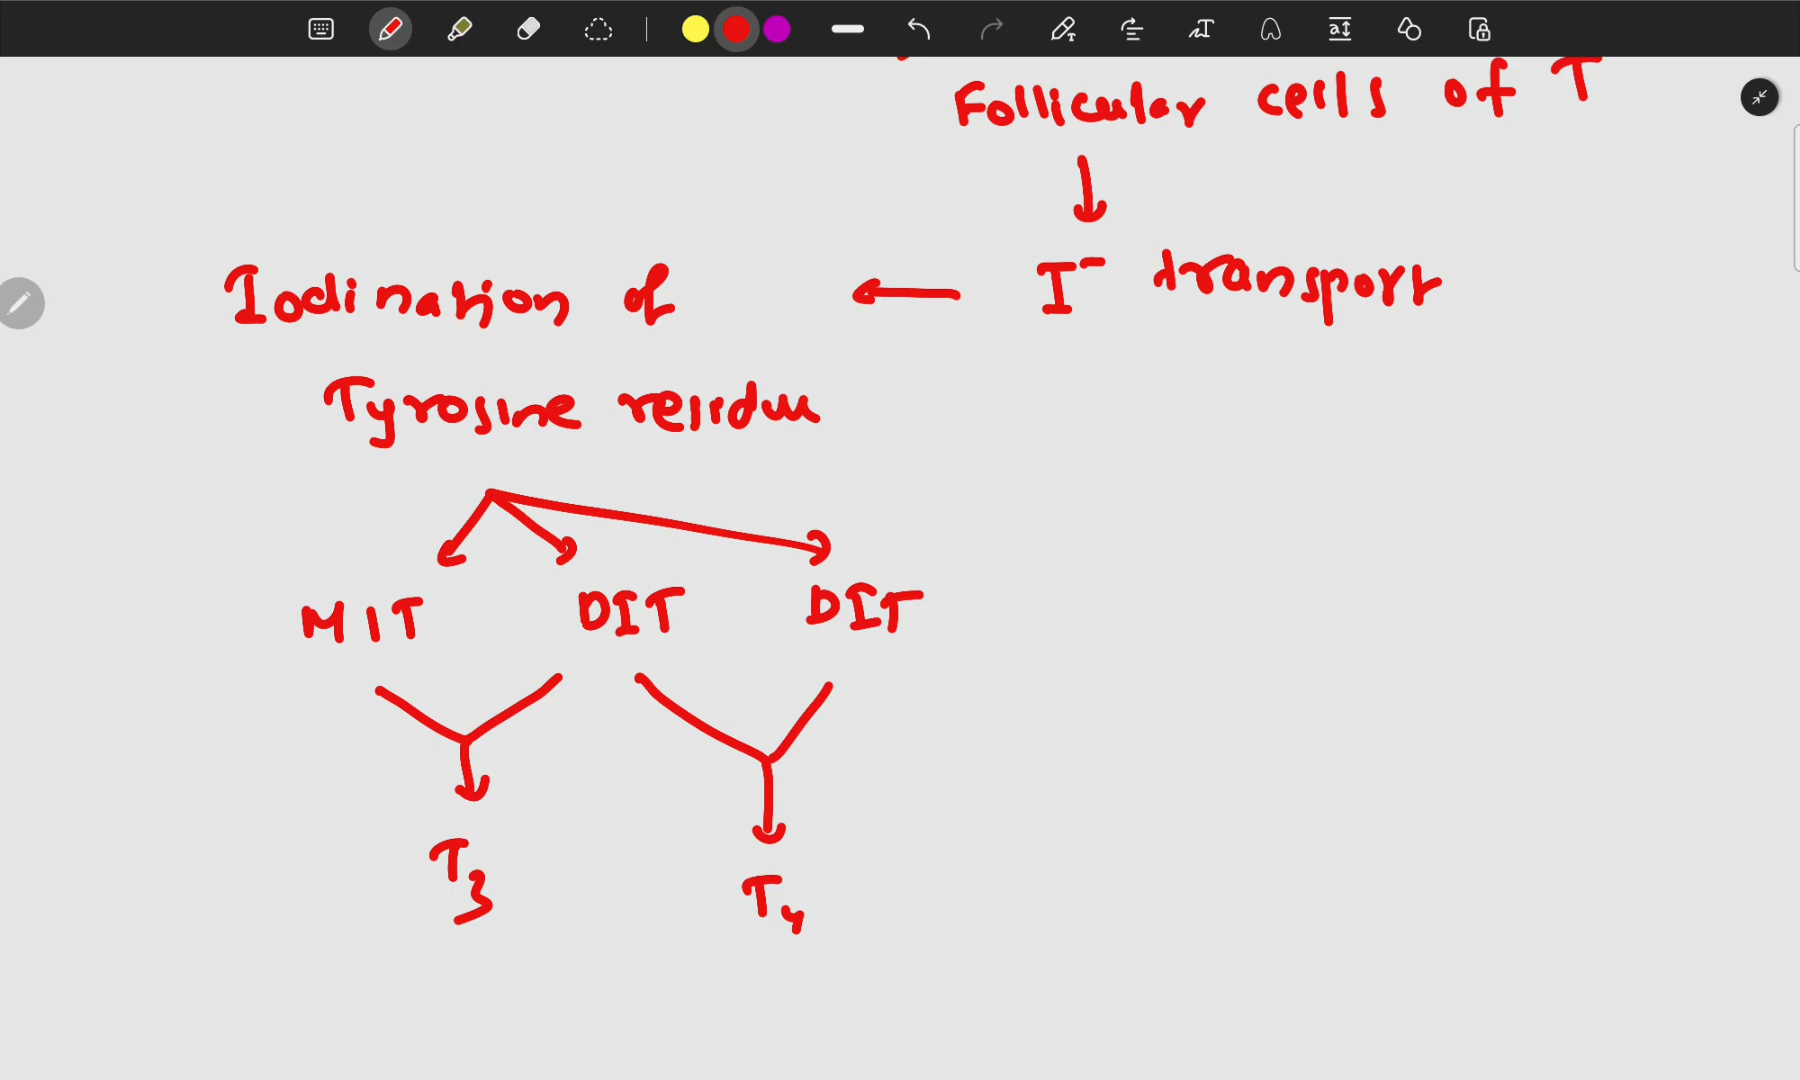 Follicular cells of T
I⁻ transport
Iodination of
Tyrosine residue
MIT DIT DIT
T3 T4